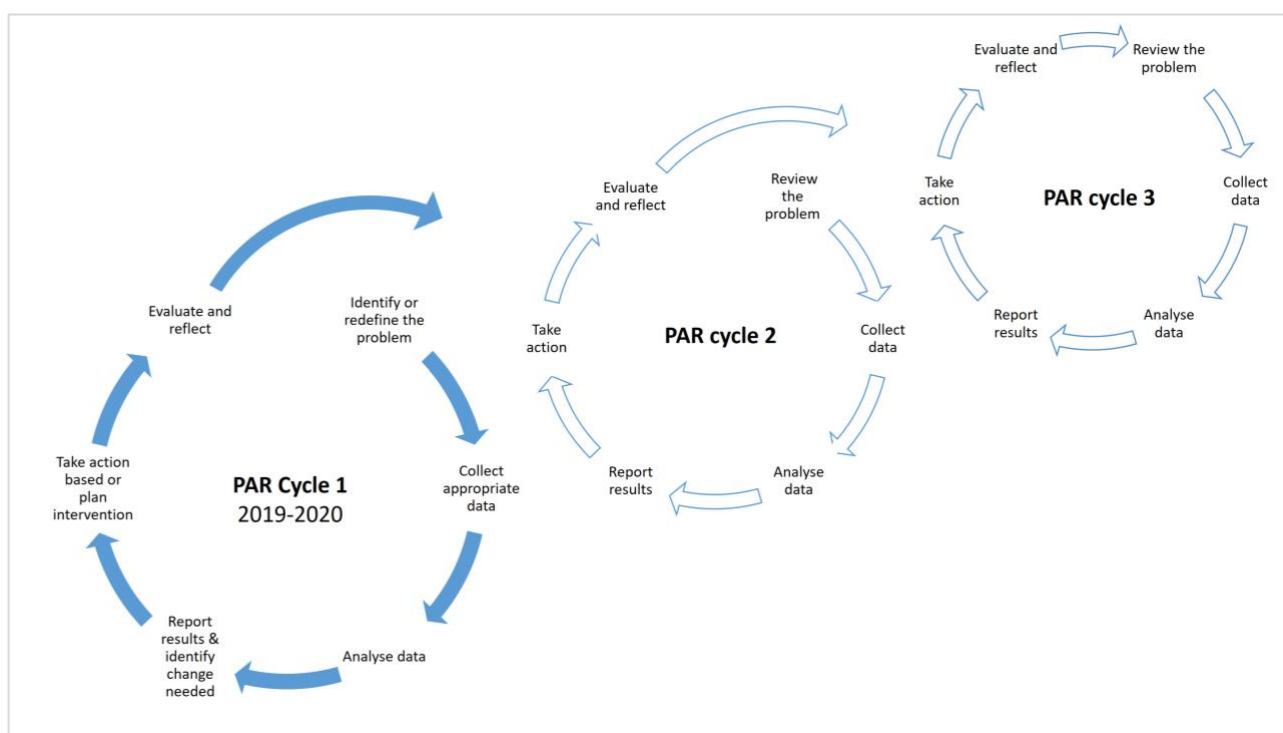 Identify or
redefine the
problem
Collect
appropriate
data
Analyse data
Report
results &
identify
change
needed
Take action
based or
plan
intervention
Evaluate and
reflect
PAR Cycle 1
2019-2020
Review
the
problem
Collect
data
Analyse
data
Report
results
Take
action
Evaluate
and reflect
PAR cycle 2
Review the
problem
Collect
data
Analyse
data
Report
results
Take
action
Evaluate and
reflect
PAR cycle 3